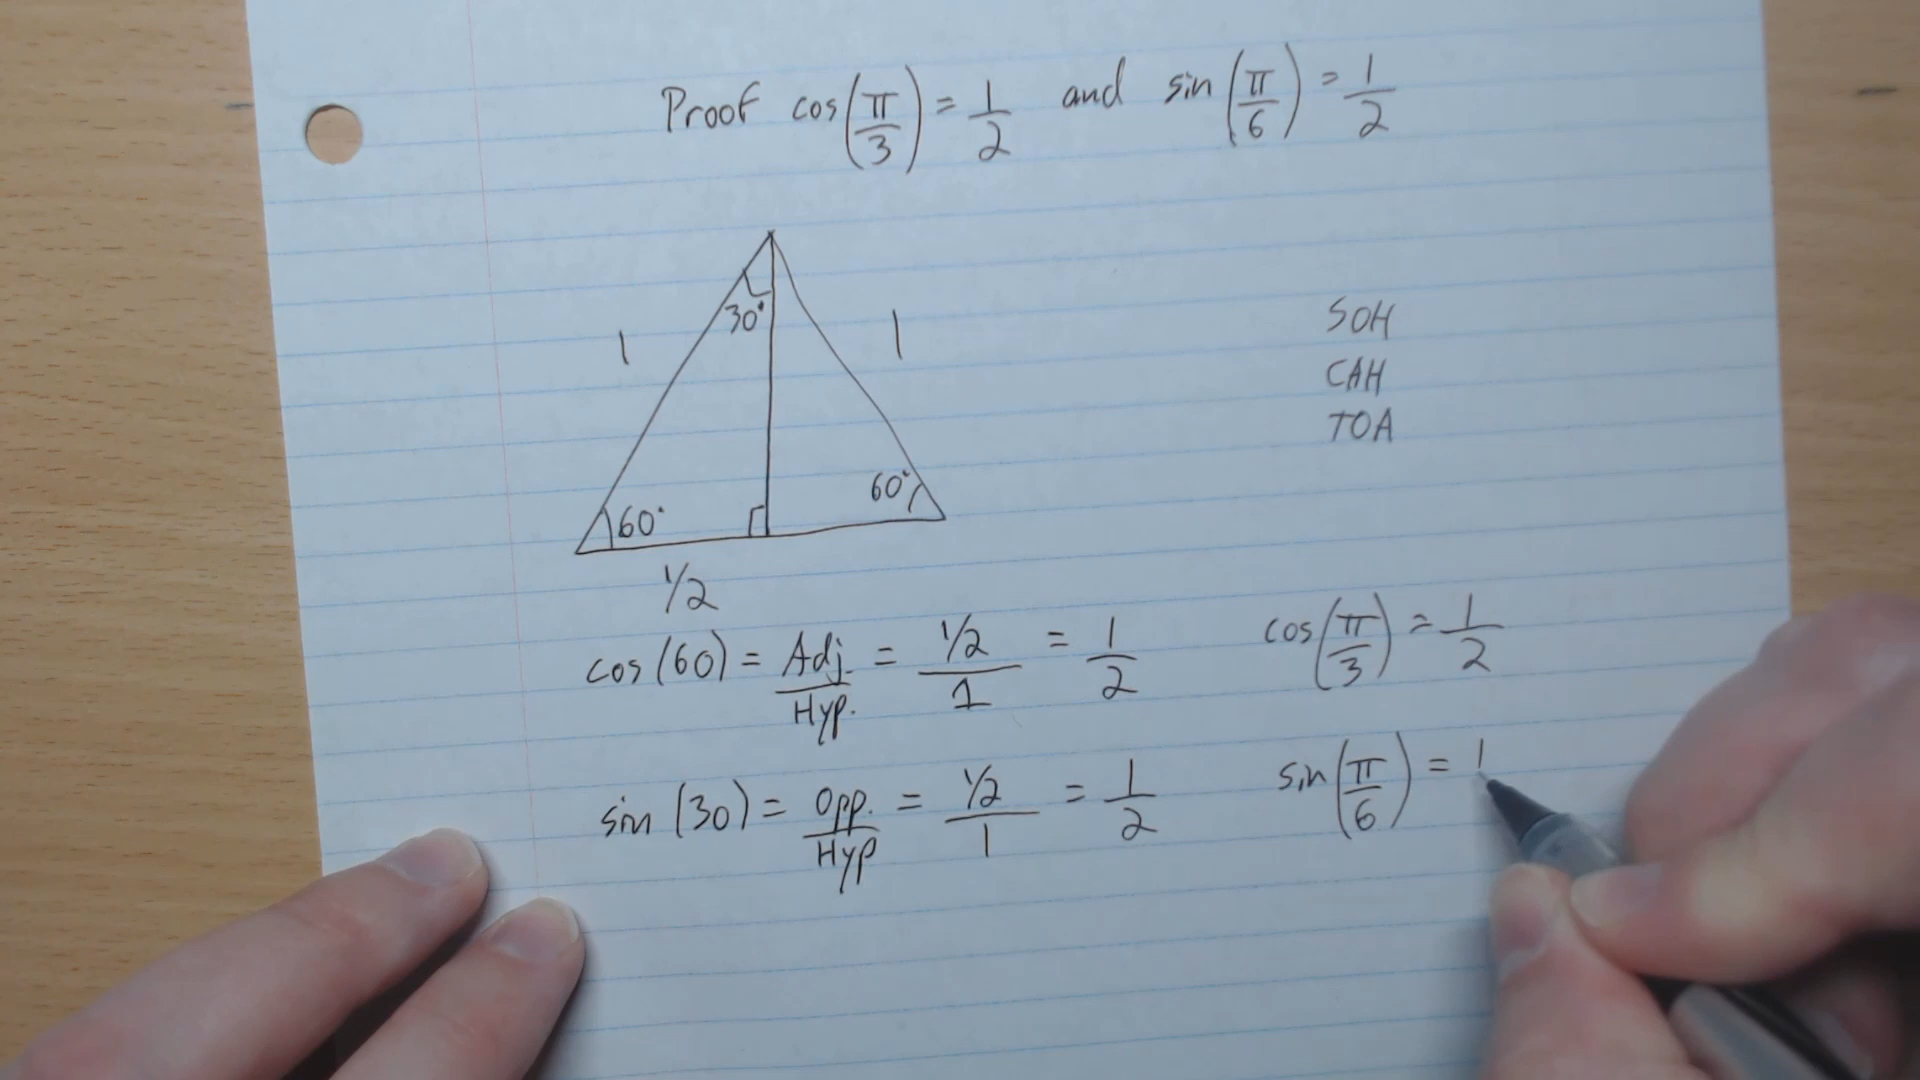 Proof cos(π/3) = 1/2 and sin(π/6) = 1/2
30°
1
1
SOH
CAH
TOA
60°
60°
1/2
cos(60) = Adj./Hyp. = 1/2/1 = 1/2
cos(π/3) = 1/2
sin(30) = Opp./Hyp = 1/2/1 = 1/2
sin(π/6) = 1